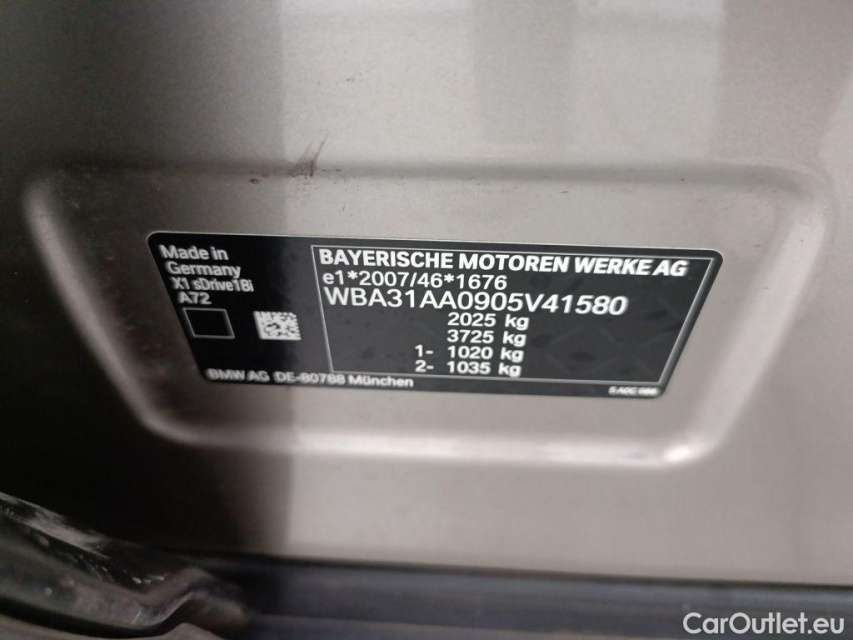 Made in
Germany
X1 sDrive18i
A72
BAYERISCHE MOTOREN WERKE AG
e1*2007/46*1676
WBA31AA0905V41580
2025 kg
3725 kg
1- 1020 kg
2- 1035 kg
BMW AG DE-80788 München
CarOutlet.eu